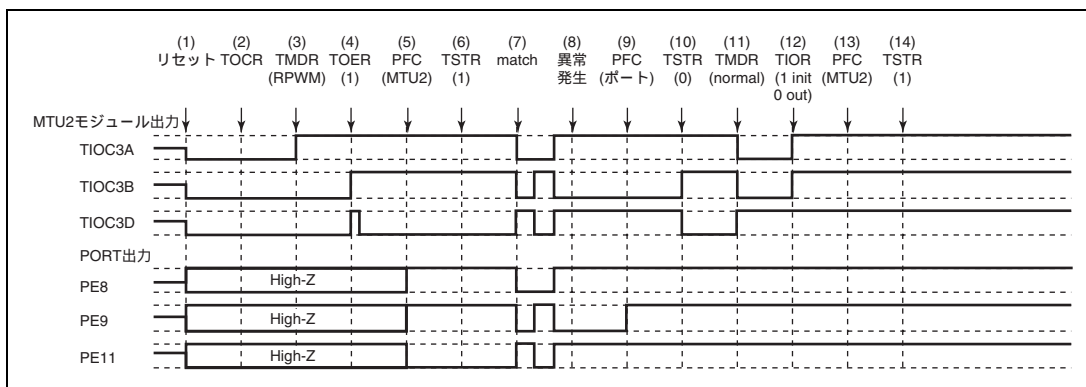 (1) (2) (3) (4) (5) (6) (7) (8) (9) (10) (11) (12) (13) (14)
リセット TOCR TMDR TOER PFC TSTR match 異常 PFC TSTR TMDR TIOR PFC TSTR
(RPWM) (1) (MTU2) (1) 発生 (ポート) (0) (normal) (1 init (MTU2) (1)
0 out)
MTU2モジュール出力
TIOC3A
TIOC3B
TIOC3D
PORT出力
PE8 High-Z
PE9 High-Z
PE11 High-Z